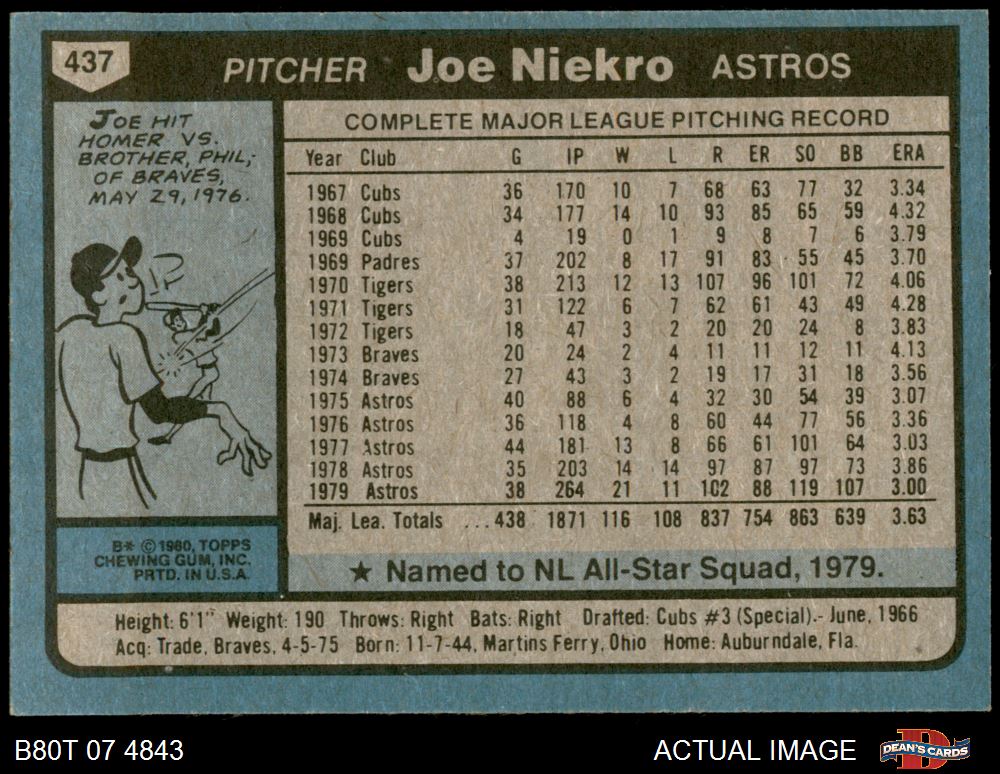 437 PITCHER Joe Niekro ASTROS
JOE HIT
HOMER VS.
BROTHER, PHIL,
OF BRAVES,
MAY 29, 1976.
!?
COMPLETE MAJOR LEAGUE PITCHING RECORD
Year Club G IP W L R ER SO BB ERA
1967 Cubs 36 170 10 7 68 63 77 32 3.34
1968 Cubs 34 177 14 10 93 85 65 59 4.32
1969 Cubs 4 19 0 1 9 8 7 6 3.79
1969 Padres 37 202 8 17 91 83 55 45 3.70
1970 Tigers 38 213 12 13 107 96 101 72 4.06
1971 Tigers 31 122 6 7 62 61 43 49 4.28
1972 Tigers 18 47 3 2 20 20 24 8 3.83
1973 Braves 20 24 2 4 11 11 12 11 4.13
1974 Braves 27 43 3 2 19 17 31 18 3.56
1975 Astros 40 88 6 4 32 30 54 39 3.07
1976 Astros 36 118 4 8 60 44 77 56 3.36
1977 Astros 44 181 13 8 66 61 101 64 3.03
1978 Astros 35 203 14 14 97 87 97 73 3.86
1979 Astros 38 264 21 11 102 88 119 107 3.00
Maj. Lea. Totals ...438 1871 116 108 837 754 863 639 3.63
★ Named to NL All-Star Squad, 1979.
B* © 1980, TOPPS
CHEWING GUM, INC.
PRTD. IN U.S.A.
Height: 6'1" Weight: 190 Throws: Right Bats: Right Drafted: Cubs #3 (Special).- June, 1966
Acq: Trade, Braves, 4-5-75 Born: 11-7-44, Martins Ferry, Ohio Home: Auburndale, Fla.
B80T 07 4843 ACTUAL IMAGE DEAN'S CARDS